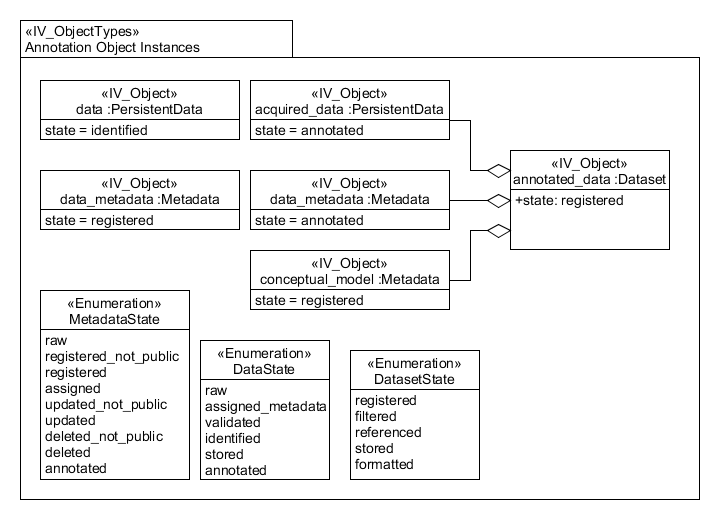 «IV_ObjectTypes»
Annotation Object Instances
«IV_Object»
data :PersistentData
state = identified
«IV_Object»
acquired_data :PersistentData
state = annotated
«IV_Object»
annotated_data :Dataset
+state: registered
«IV_Object»
data_metadata :Metadata
state = registered
«IV_Object»
data_metadata :Metadata
state = annotated
«IV_Object»
conceptual_model :Metadata
state = registered
«Enumeration»
MetadataState
raw
registered_not_public
registered
assigned
updated_not_public
updated
deleted_not_public
deleted
annotated
«Enumeration»
DataState
raw
assigned_metadata
validated
identified
stored
annotated
«Enumeration»
DatasetState
registered
filtered
referenced
stored
formatted